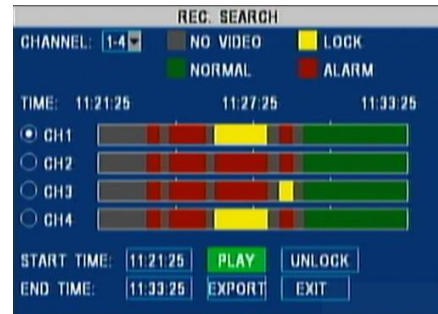 REC. SEARCH
CHANNEL: 1-4 NO VIDEO LOCK
NORMAL ALARM
TIME: 11:21:25 11:27:25 11:33:25
CH1
CH2
CH3
CH4
START TIME: 11:21:25 PLAY UNLOCK
END TIME: 11:33:25 EXPORT EXIT